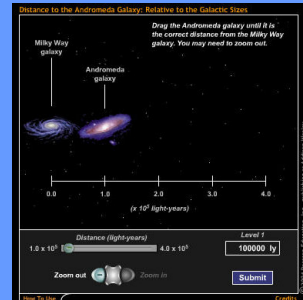 Distance to the Andromeda Galaxy: Relative to the Galactic Sizes
Drag the Andromeda galaxy until it is
the correct distance from the Milky Way
galaxy. You may need to zoom out.
Milky Way
galaxy
Andromeda
galaxy
0.0 1.0 2.0 3.0 4.0
(x 10⁵ light-years)
Distance (light-years)
1.0 x 10⁵ 4.0 x 10⁵
Level 1
100000 ly
Zoom out Zoom in
Submit
How To Use
Credits